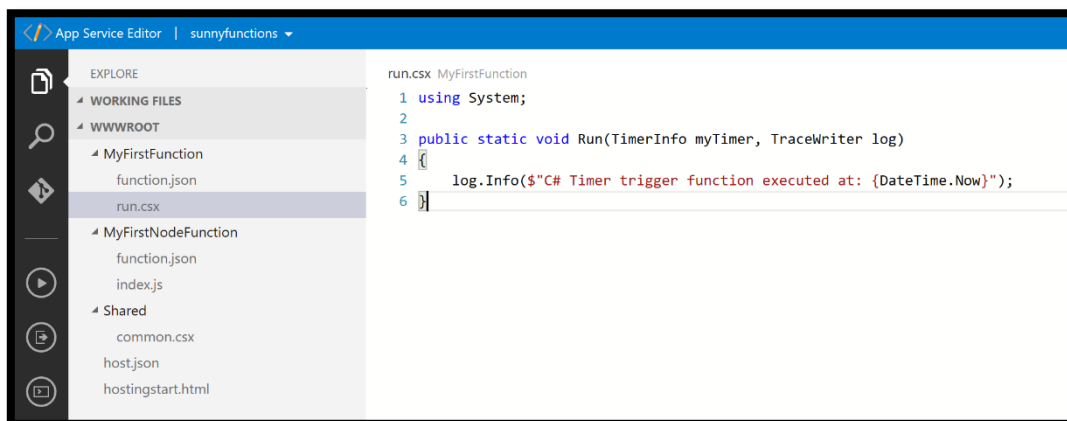 App Service Editor | sunnyfunctions
EXPLORE
WORKING FILES
WWWROOT
MyFirstFunction
function.json
run.csx
MyFirstNodeFunction
function.json
index.js
Shared
common.csx
host.json
hostingstart.html
run.csx MyFirstFunction
1 using System;
2
3 public static void Run(TimerInfo myTimer, TraceWriter log)
4 {
5 log.Info($"C# Timer trigger function executed at: {DateTime.Now}");
6 }